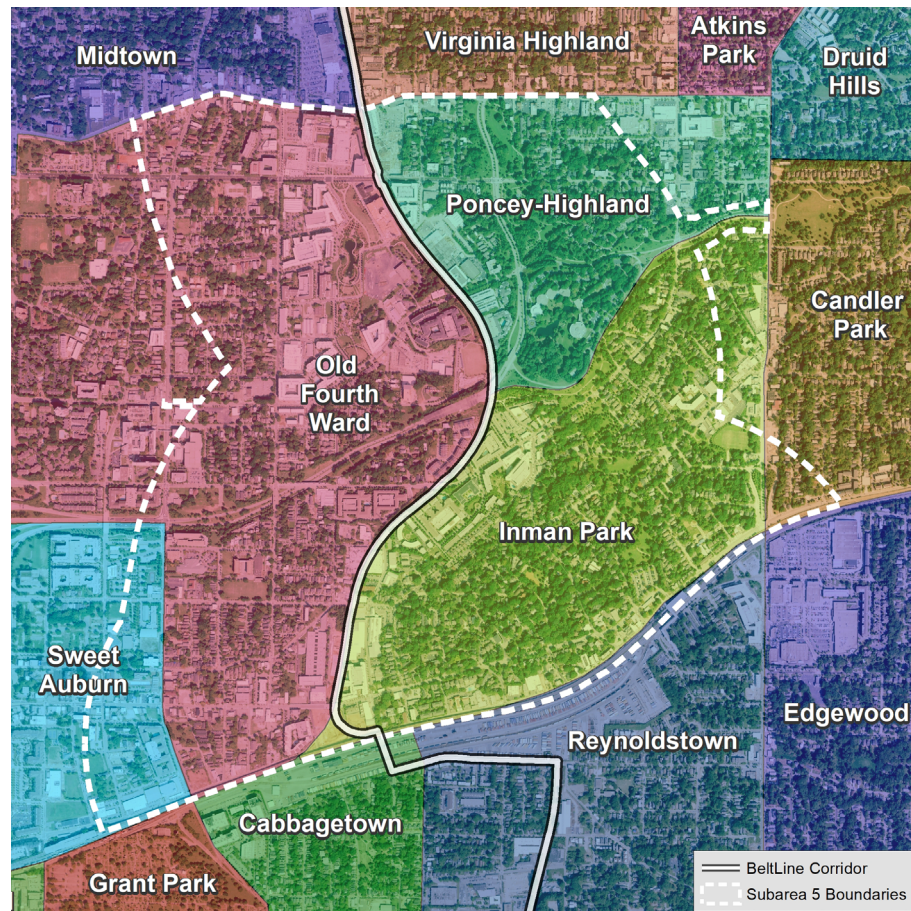 Midtown
Virginia Highland
Atkins
Park
Druid
Hills
Poncey-Highland
Candler
Park
Old
Fourth
Ward
Inman Park
Sweet
Auburn
Edgewood
Reynoldstown
Cabbagetown
Grant Park
BeltLine Corridor
Subarea 5 Boundaries